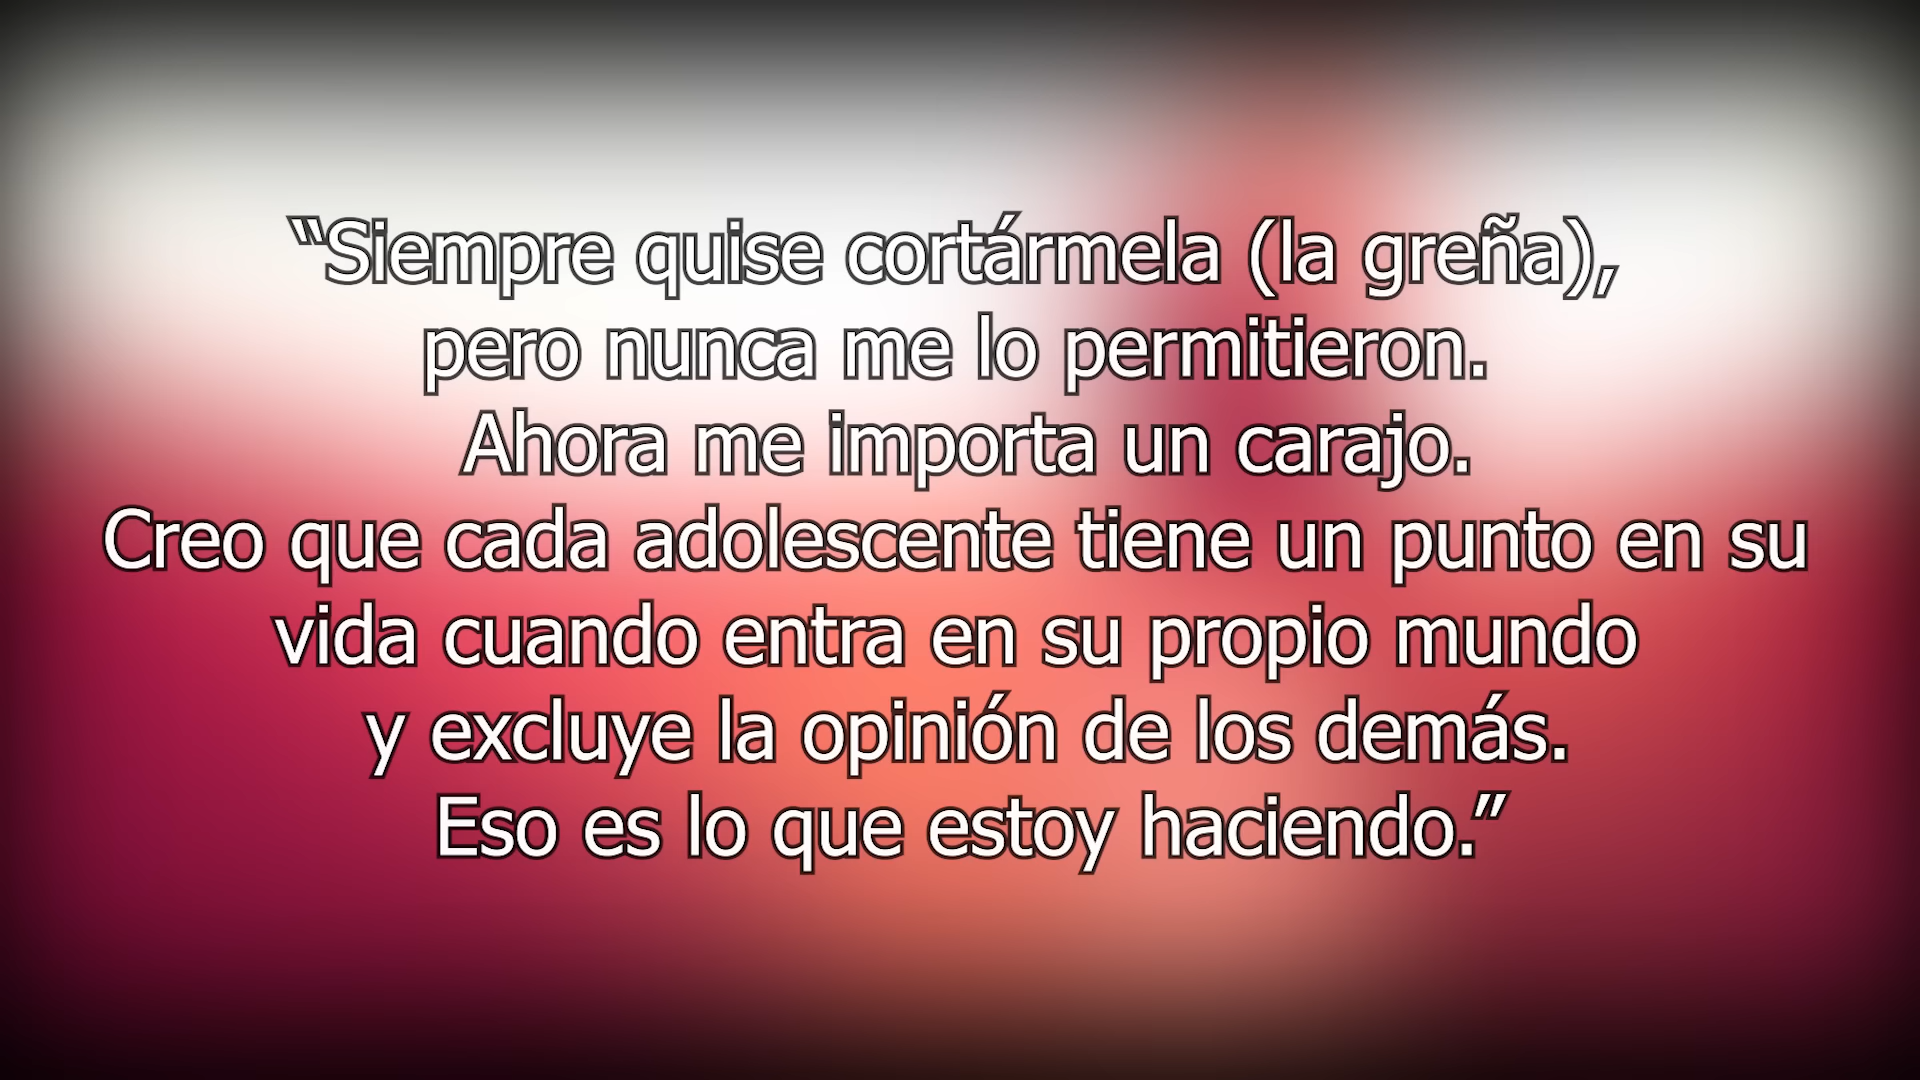 “Siempre quise cortármela (la greña),
pero nunca me lo permitieron.
Ahora me importa un carajo.
Creo que cada adolescente tiene un punto en su
vida cuando entra en su propio mundo
y excluye la opinión de los demás.
Eso es lo que estoy haciendo.”